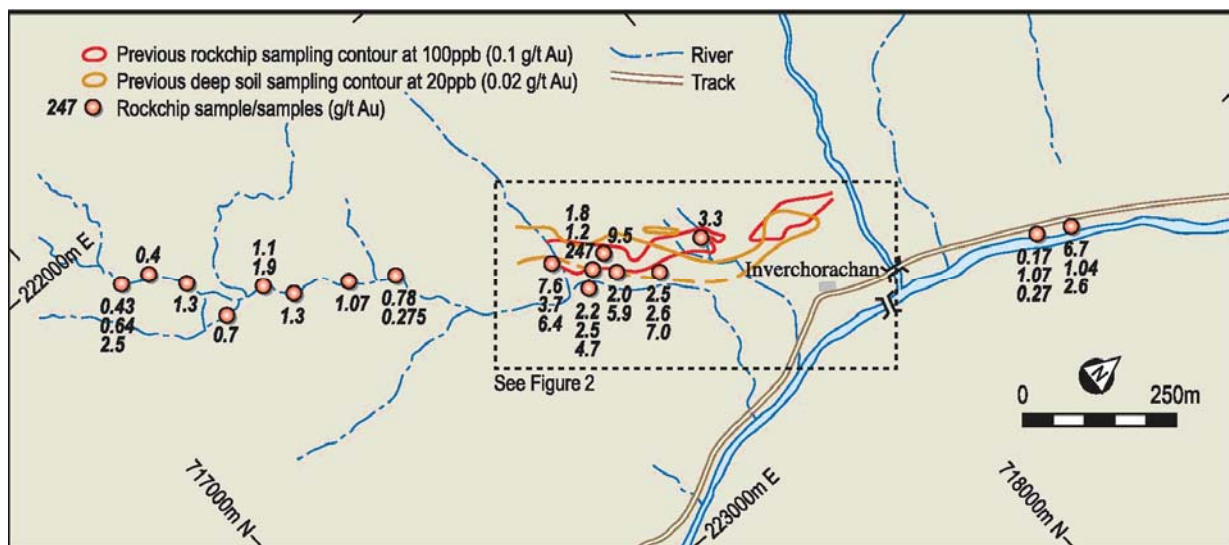 Previous rockchip sampling contour at 100ppb (0.1 g/t Au)
Previous deep soil sampling contour at 20ppb (0.02 g/t Au)
247 Rockchip sample/samples (g/t Au)
River
Track
222000m E
0.4
0.43
0.64
2.5
1.3
0.7
1.1
1.9
1.3
1.07
0.78
0.275
1.8
1.2
247
9.5
3.3
7.6
3.7
6.4
2.2
2.5
4.7
2.0
5.9
2.5
2.6
7.0
Inverchorachan
See Figure 2
0.17
1.07
0.27
6.7
1.04
2.6
N
0 250m
717000m N
223000m E
718000m N